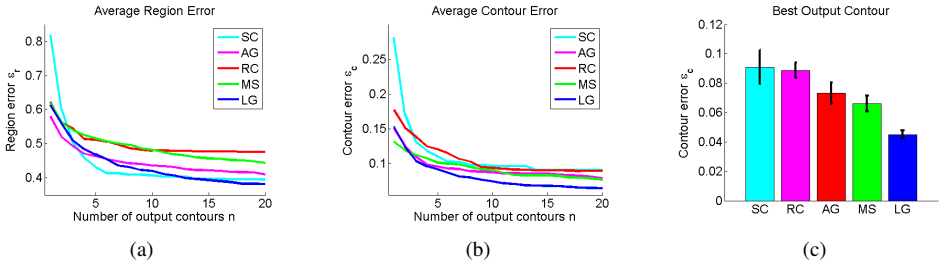 Average Region Error
Region error εr
0.8
0.7
0.6
0.5
0.4
5
10
15
20
Number of output contours n
SC
AG
RC
MS
LG
(a)
Average Contour Error
Contour error εc
0.25
0.2
0.15
0.1
5
10
15
20
Number of output contours n
SC
AG
RC
MS
LG
(b)
Best Output Contour
Contour error εc
0.12
0.1
0.08
0.06
0.04
0.02
0
SC
RC
AG
MS
LG
(c)